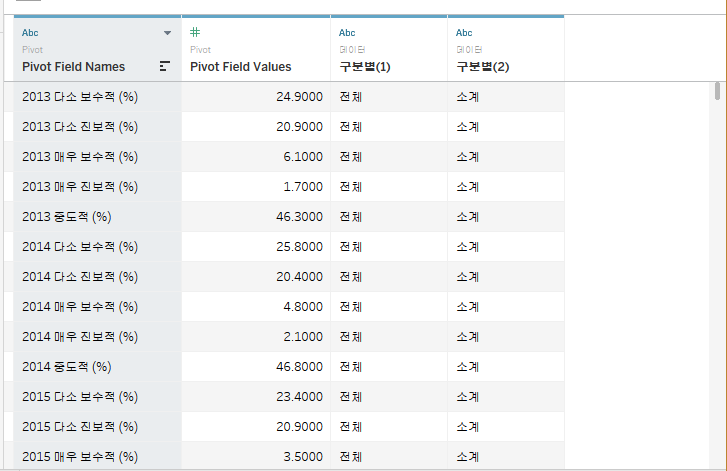 Abc # Abc Abc
Pivot Pivot 데이터 데이터
Pivot Field Names Pivot Field Values 구분별(1) 구분별(2)
2013 다소 보수적 (%) 24.9000 전체 소계
2013 다소 진보적 (%) 20.9000 전체 소계
2013 매우 보수적 (%) 6.1000 전체 소계
2013 매우 진보적 (%) 1.7000 전체 소계
2013 중도적 (%) 46.3000 전체 소계
2014 다소 보수적 (%) 25.8000 전체 소계
2014 다소 진보적 (%) 20.4000 전체 소계
2014 매우 보수적 (%) 4.8000 전체 소계
2014 매우 진보적 (%) 2.1000 전체 소계
2014 중도적 (%) 46.8000 전체 소계
2015 다소 보수적 (%) 23.4000 전체 소계
2015 다소 진보적 (%) 20.9000 전체 소계
2015 매우 보수적 (%) 3.5000 전체 소계